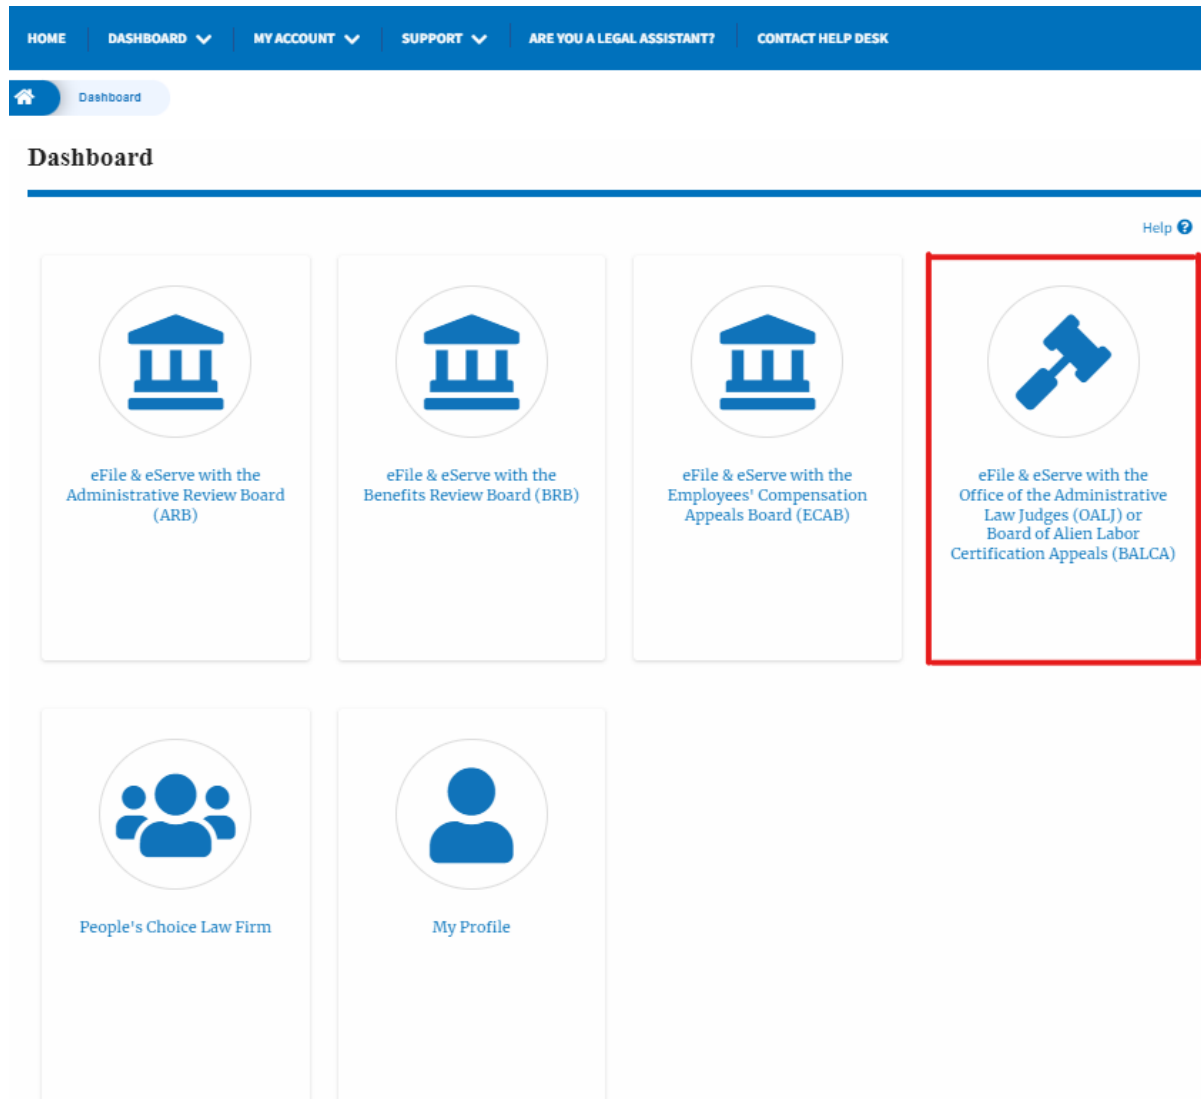 HOME DASHBOARD MY ACCOUNT SUPPORT ARE YOU A LEGAL ASSISTANT? CONTACT HELP DESK
Dashboard
Dashboard
Help
eFile & eServe with the
Administrative Review Board
(ARB)
eFile & eServe with the
Benefits Review Board (BRB)
eFile & eServe with the
Employees' Compensation
Appeals Board (ECAB)
eFile & eServe with the
Office of the Administrative
Law Judges (OALJ) or
Board of Alien Labor
Certification Appeals (BALCA)
People's Choice Law Firm
My Profile